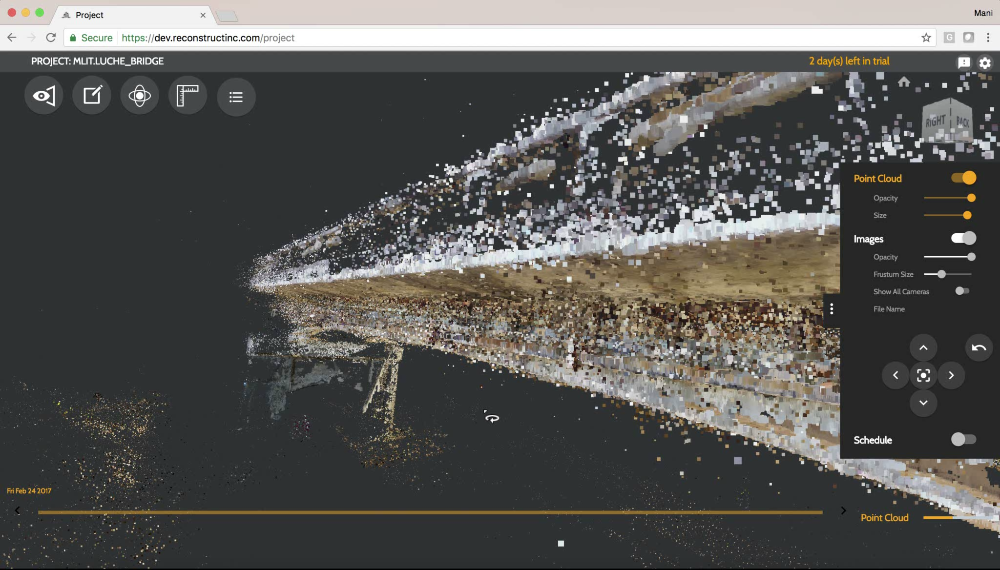 Project
Mani
Secure
https://dev.reconstructinc.com/project
G
PROJECT: MLIT.LUCHE_BRIDGE
2 day(s) left in trial
RIGHT
BACK
Point Cloud
Opacity
Size
Images
Opacity
Frustum Size
Show All Cameras
File Name
Schedule
Fri Feb 24 2017
Point Cloud